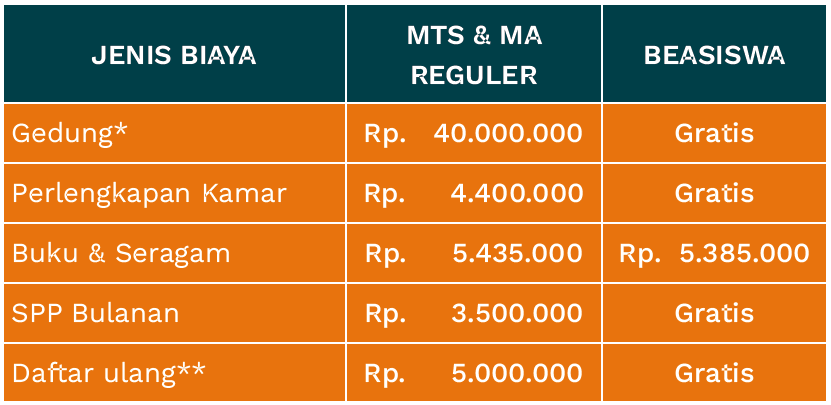 JENIS BIAYA MTS & MA REGULER BEASISWA
Gedung* Rp. 40.000.000 Gratis
Perlengkapan Kamar Rp. 4.400.000 Gratis
Buku & Seragam Rp. 5.435.000 Rp. 5.385.000
SPP Bulanan Rp. 3.500.000 Gratis
Daftar ulang** Rp. 5.000.000 Gratis